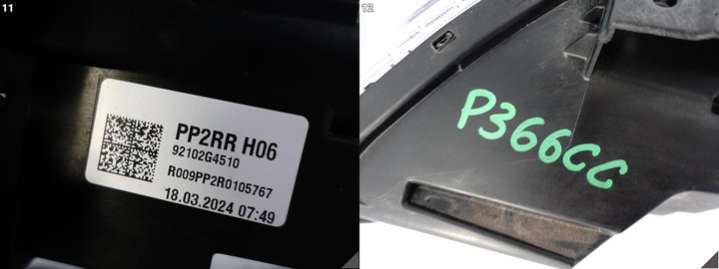 11
PP2RR H06
92102G4510
R009PP2R0105767
18.03.2024 07:49
12
P366CC